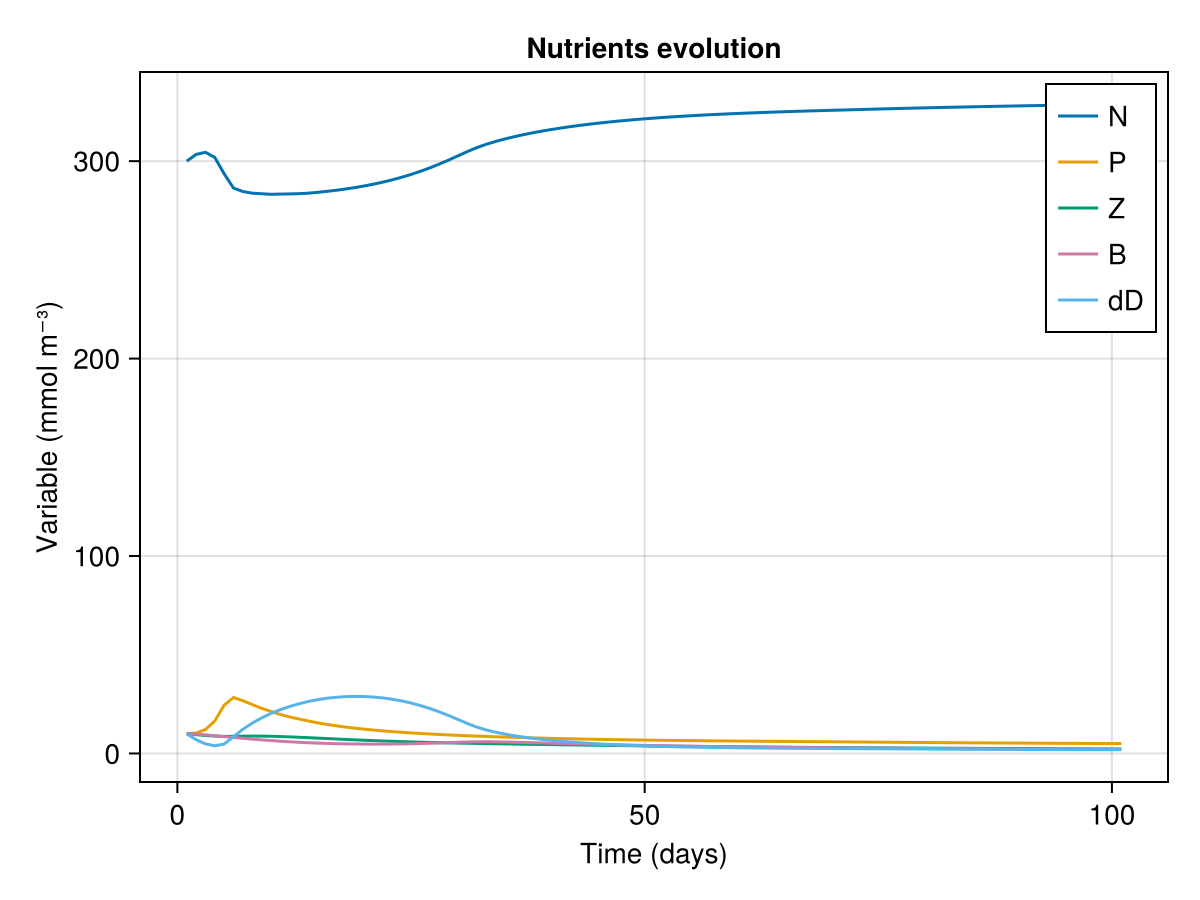 Nutrients evolution
N
P
Z
B
dD
300
200
100
0
Variable (mmol m⁻³)
0 50 100
Time (days)